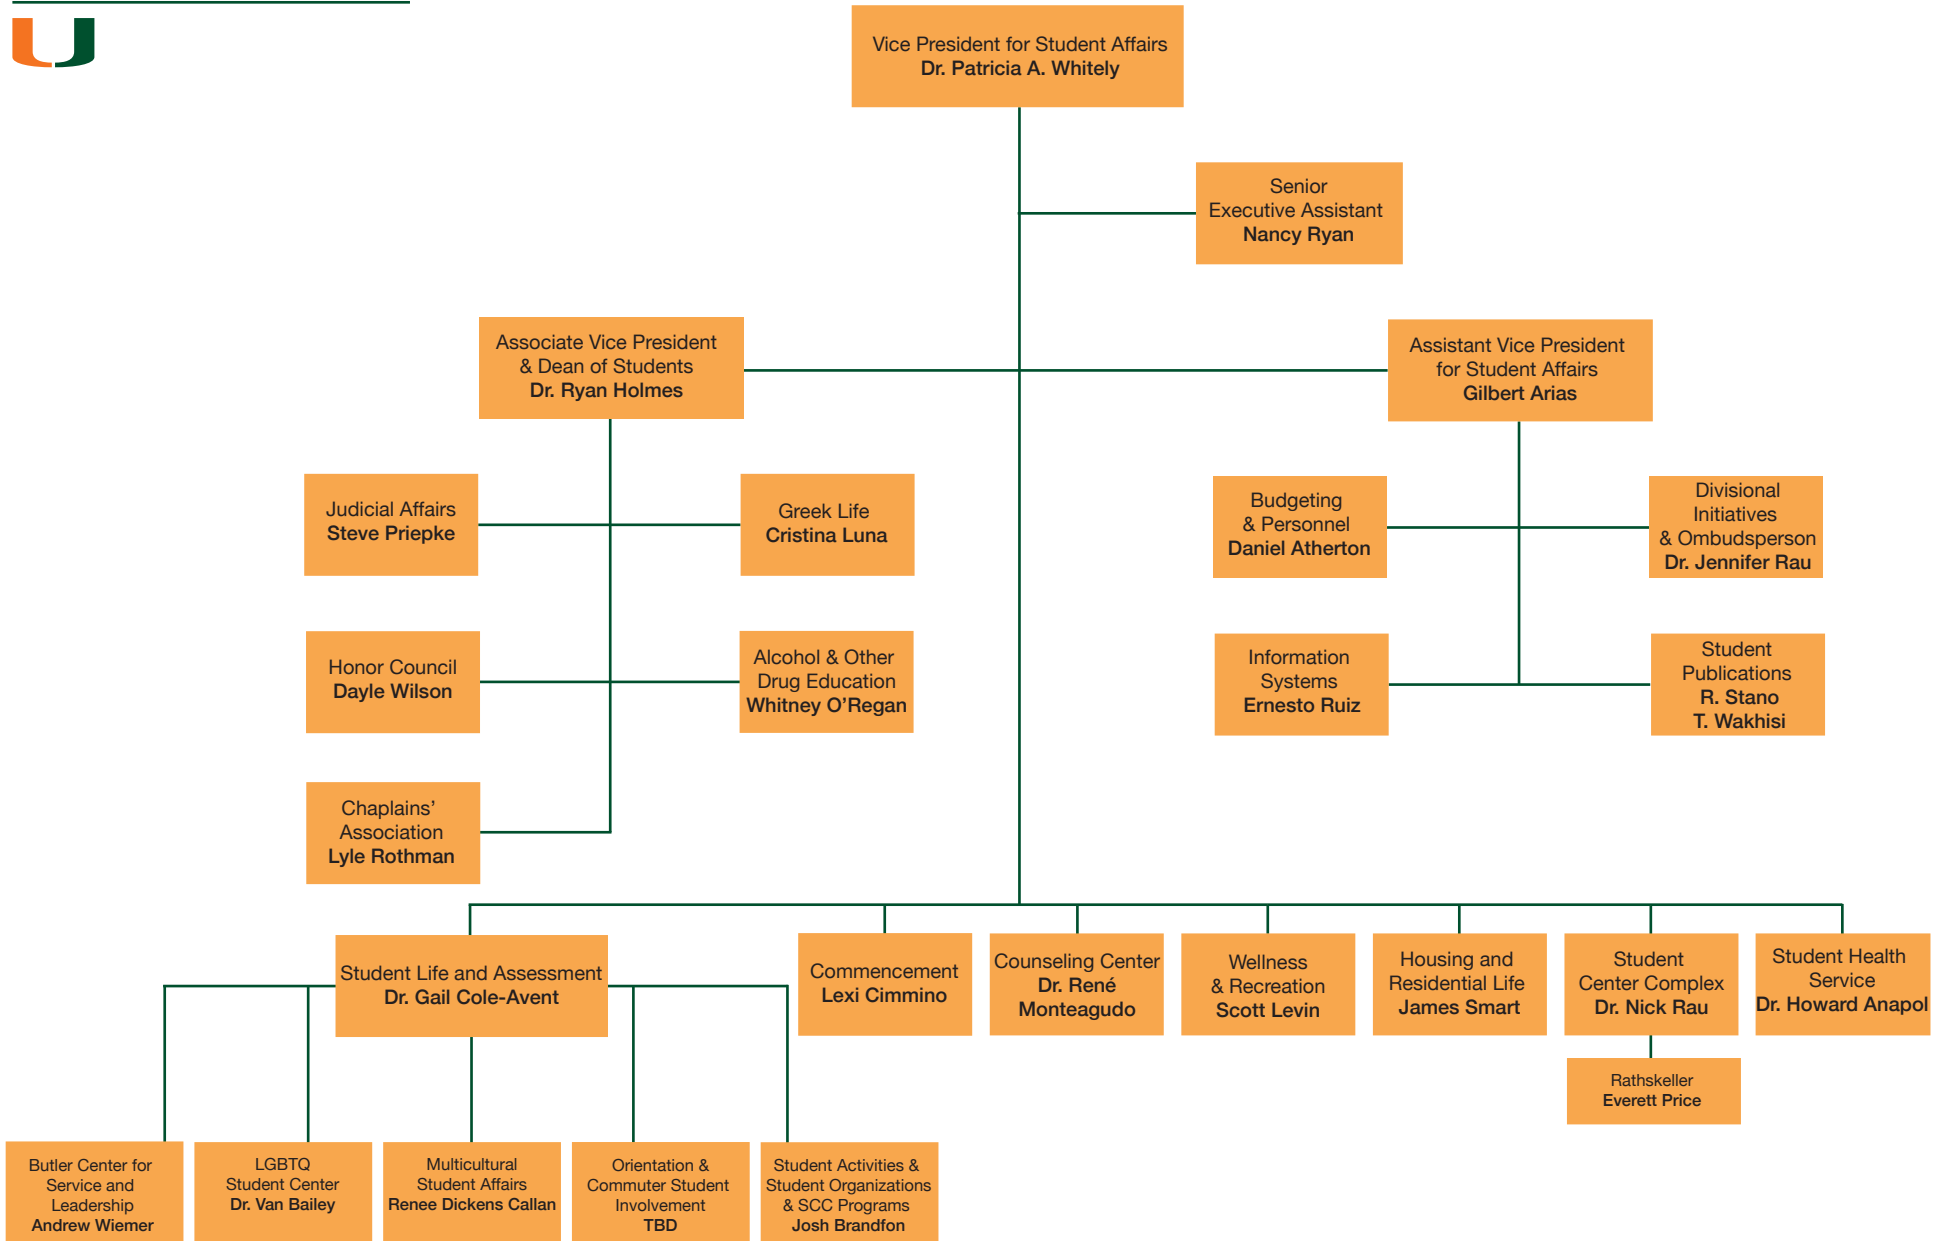 Vice President for Student Affairs
Dr. Patricia A. Whitely
Senior
Executive Assistant
Nancy Ryan
Associate Vice President
& Dean of Students
Dr. Ryan Holmes
Assistant Vice President
for Student Affairs
Gilbert Arias
Judicial Affairs
Steve Priepke
Greek Life
Cristina Luna
Budgeting
& Personnel
Daniel Atherton
Divisional
Initiatives
& Ombudsperson
Dr. Jennifer Rau
Honor Council
Dayle Wilson
Alcohol & Other
Drug Education
Whitney O’Regan
Information
Systems
Ernesto Ruiz
Student
Publications
R. Stano
T. Wakhisi
Chaplains’
Association
Lyle Rothman
Student Life and Assessment
Dr. Gail Cole-Avent
Commencement
Lexi Cimmino
Counseling Center
Dr. René
Monteagudo
Wellness
& Recreation
Scott Levin
Housing and
Residential Life
James Smart
Student
Center Complex
Dr. Nick Rau
Student Health
Service
Dr. Howard Anapol
Rathskeller
Everett Price
Butler Center for
Service and
Leadership
Andrew Wiemer
LGBTQ
Student Center
Dr. Van Bailey
Multicultural
Student Affairs
Renee Dickens Callan
Orientation &
Commuter Student
Involvement
TBD
Student Activities &
Student Organizations
& SCC Programs
Josh Brandfon